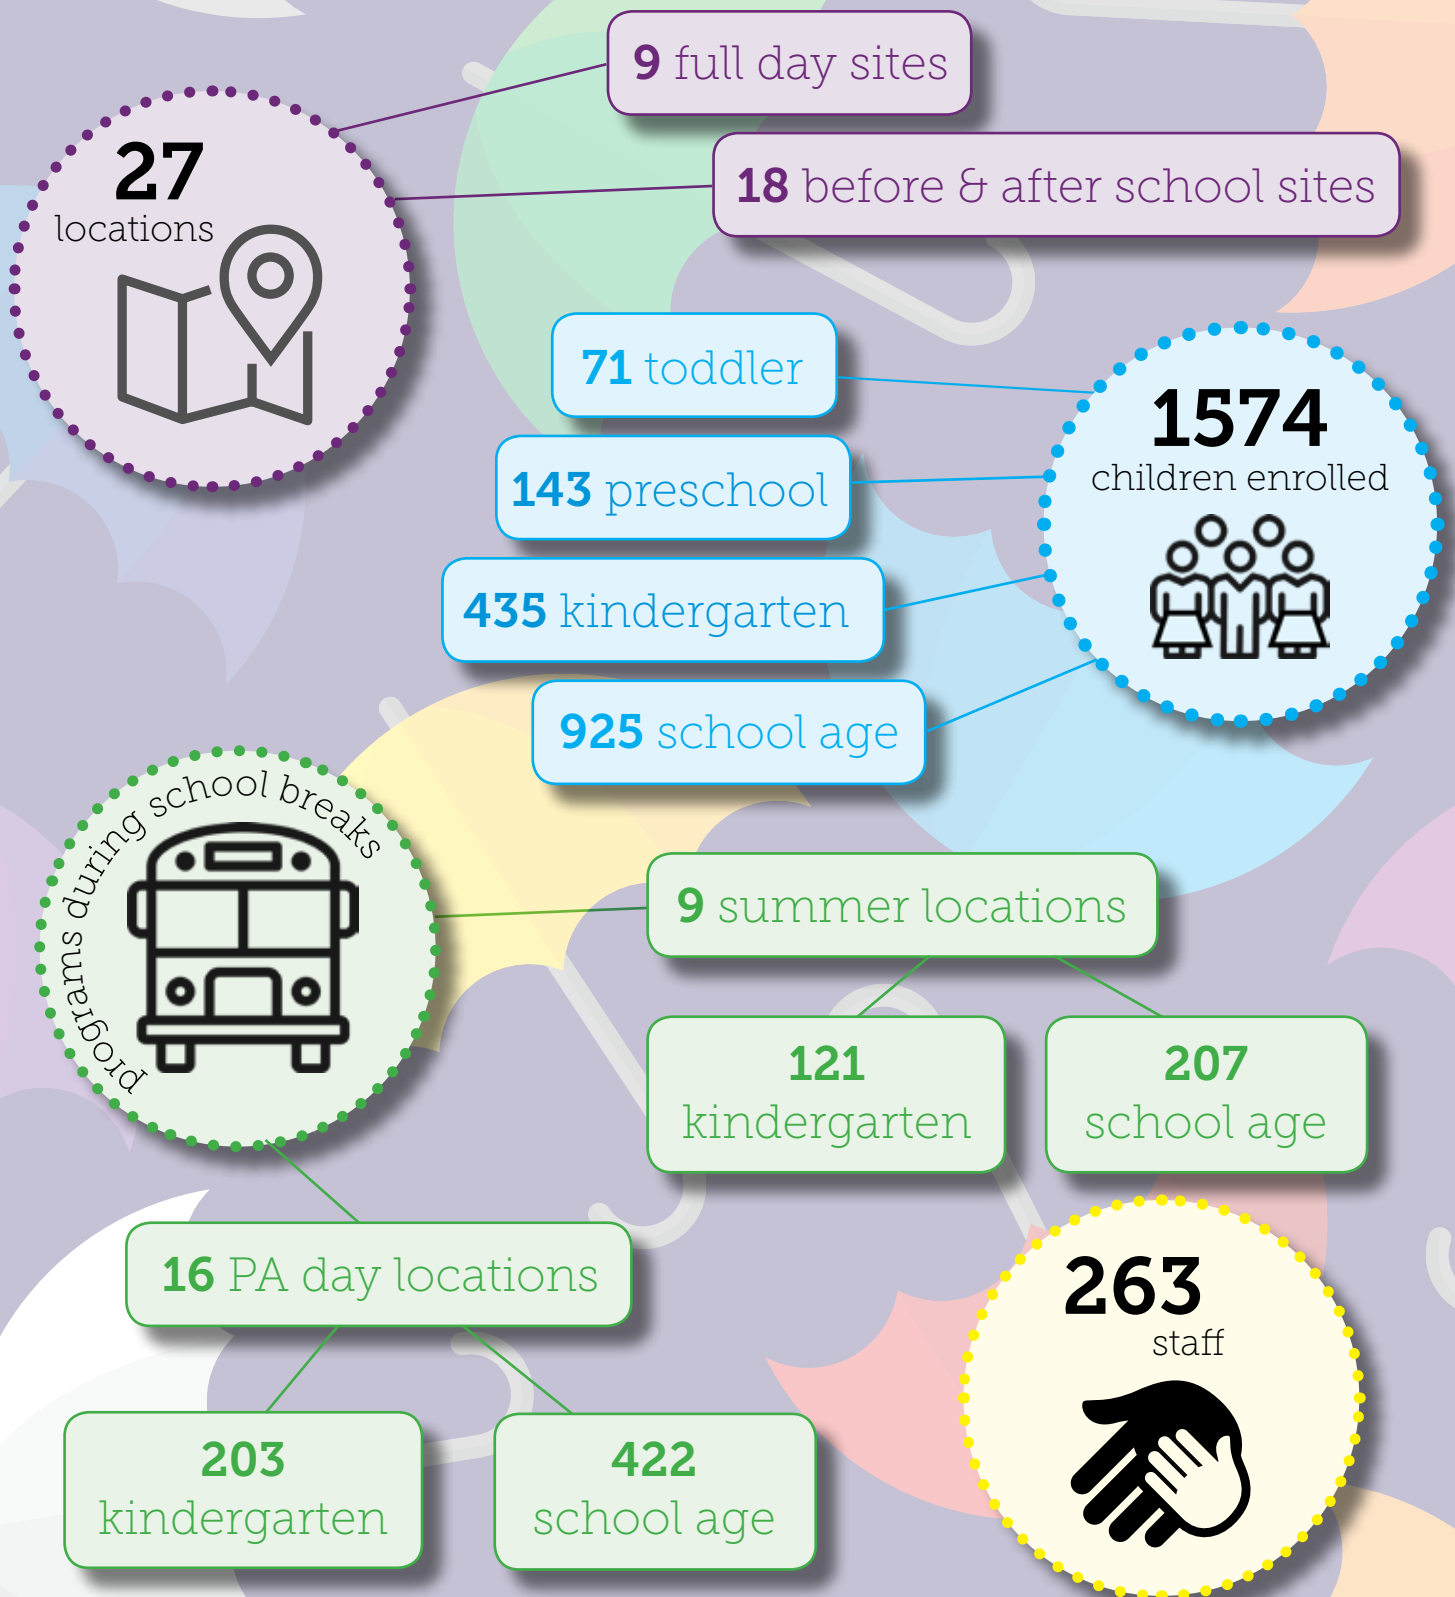 9 full day sites
27
locations
18 before & after school sites
71 toddler
143 preschool
435 kindergarten
925 school age
1574
children enrolled
programs during school breaks
9 summer locations
121
kindergarten
207
school age
16 PA day locations
203
kindergarten
422
school age
263
staff